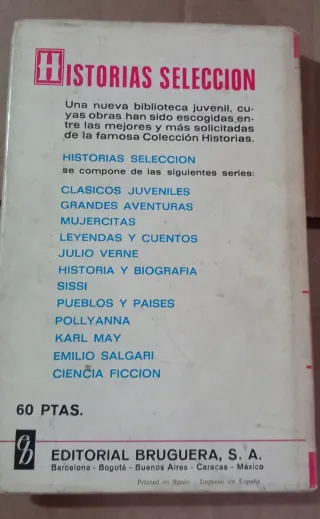 HISTORIAS SELECCION
Una nueva biblioteca juvenil, cu-
yas obras han sido escogidas en-
tre las mejores y más solicitadas
de la famosa Colección Historias.
HISTORIAS SELECCION
se compone de las siguientes series:
CLASICOS JUVENILES
GRANDES AVENTURAS
MUJERCITAS
LEYENDAS Y CUENTOS
JULIO VERNE
HISTORIA Y BIOGRAFIA
SISSI
PUEBLOS Y PAISES
POLLYANNA
KARL MAY
EMILIO SALGARI
CIENCIA FICCION
60 PTAS.
eb
EDITORIAL BRUGUERA, S. A.
Barcelona - Bogotá - Buenos Aires - Caracas - México
Printed in Spain - Impreso en España